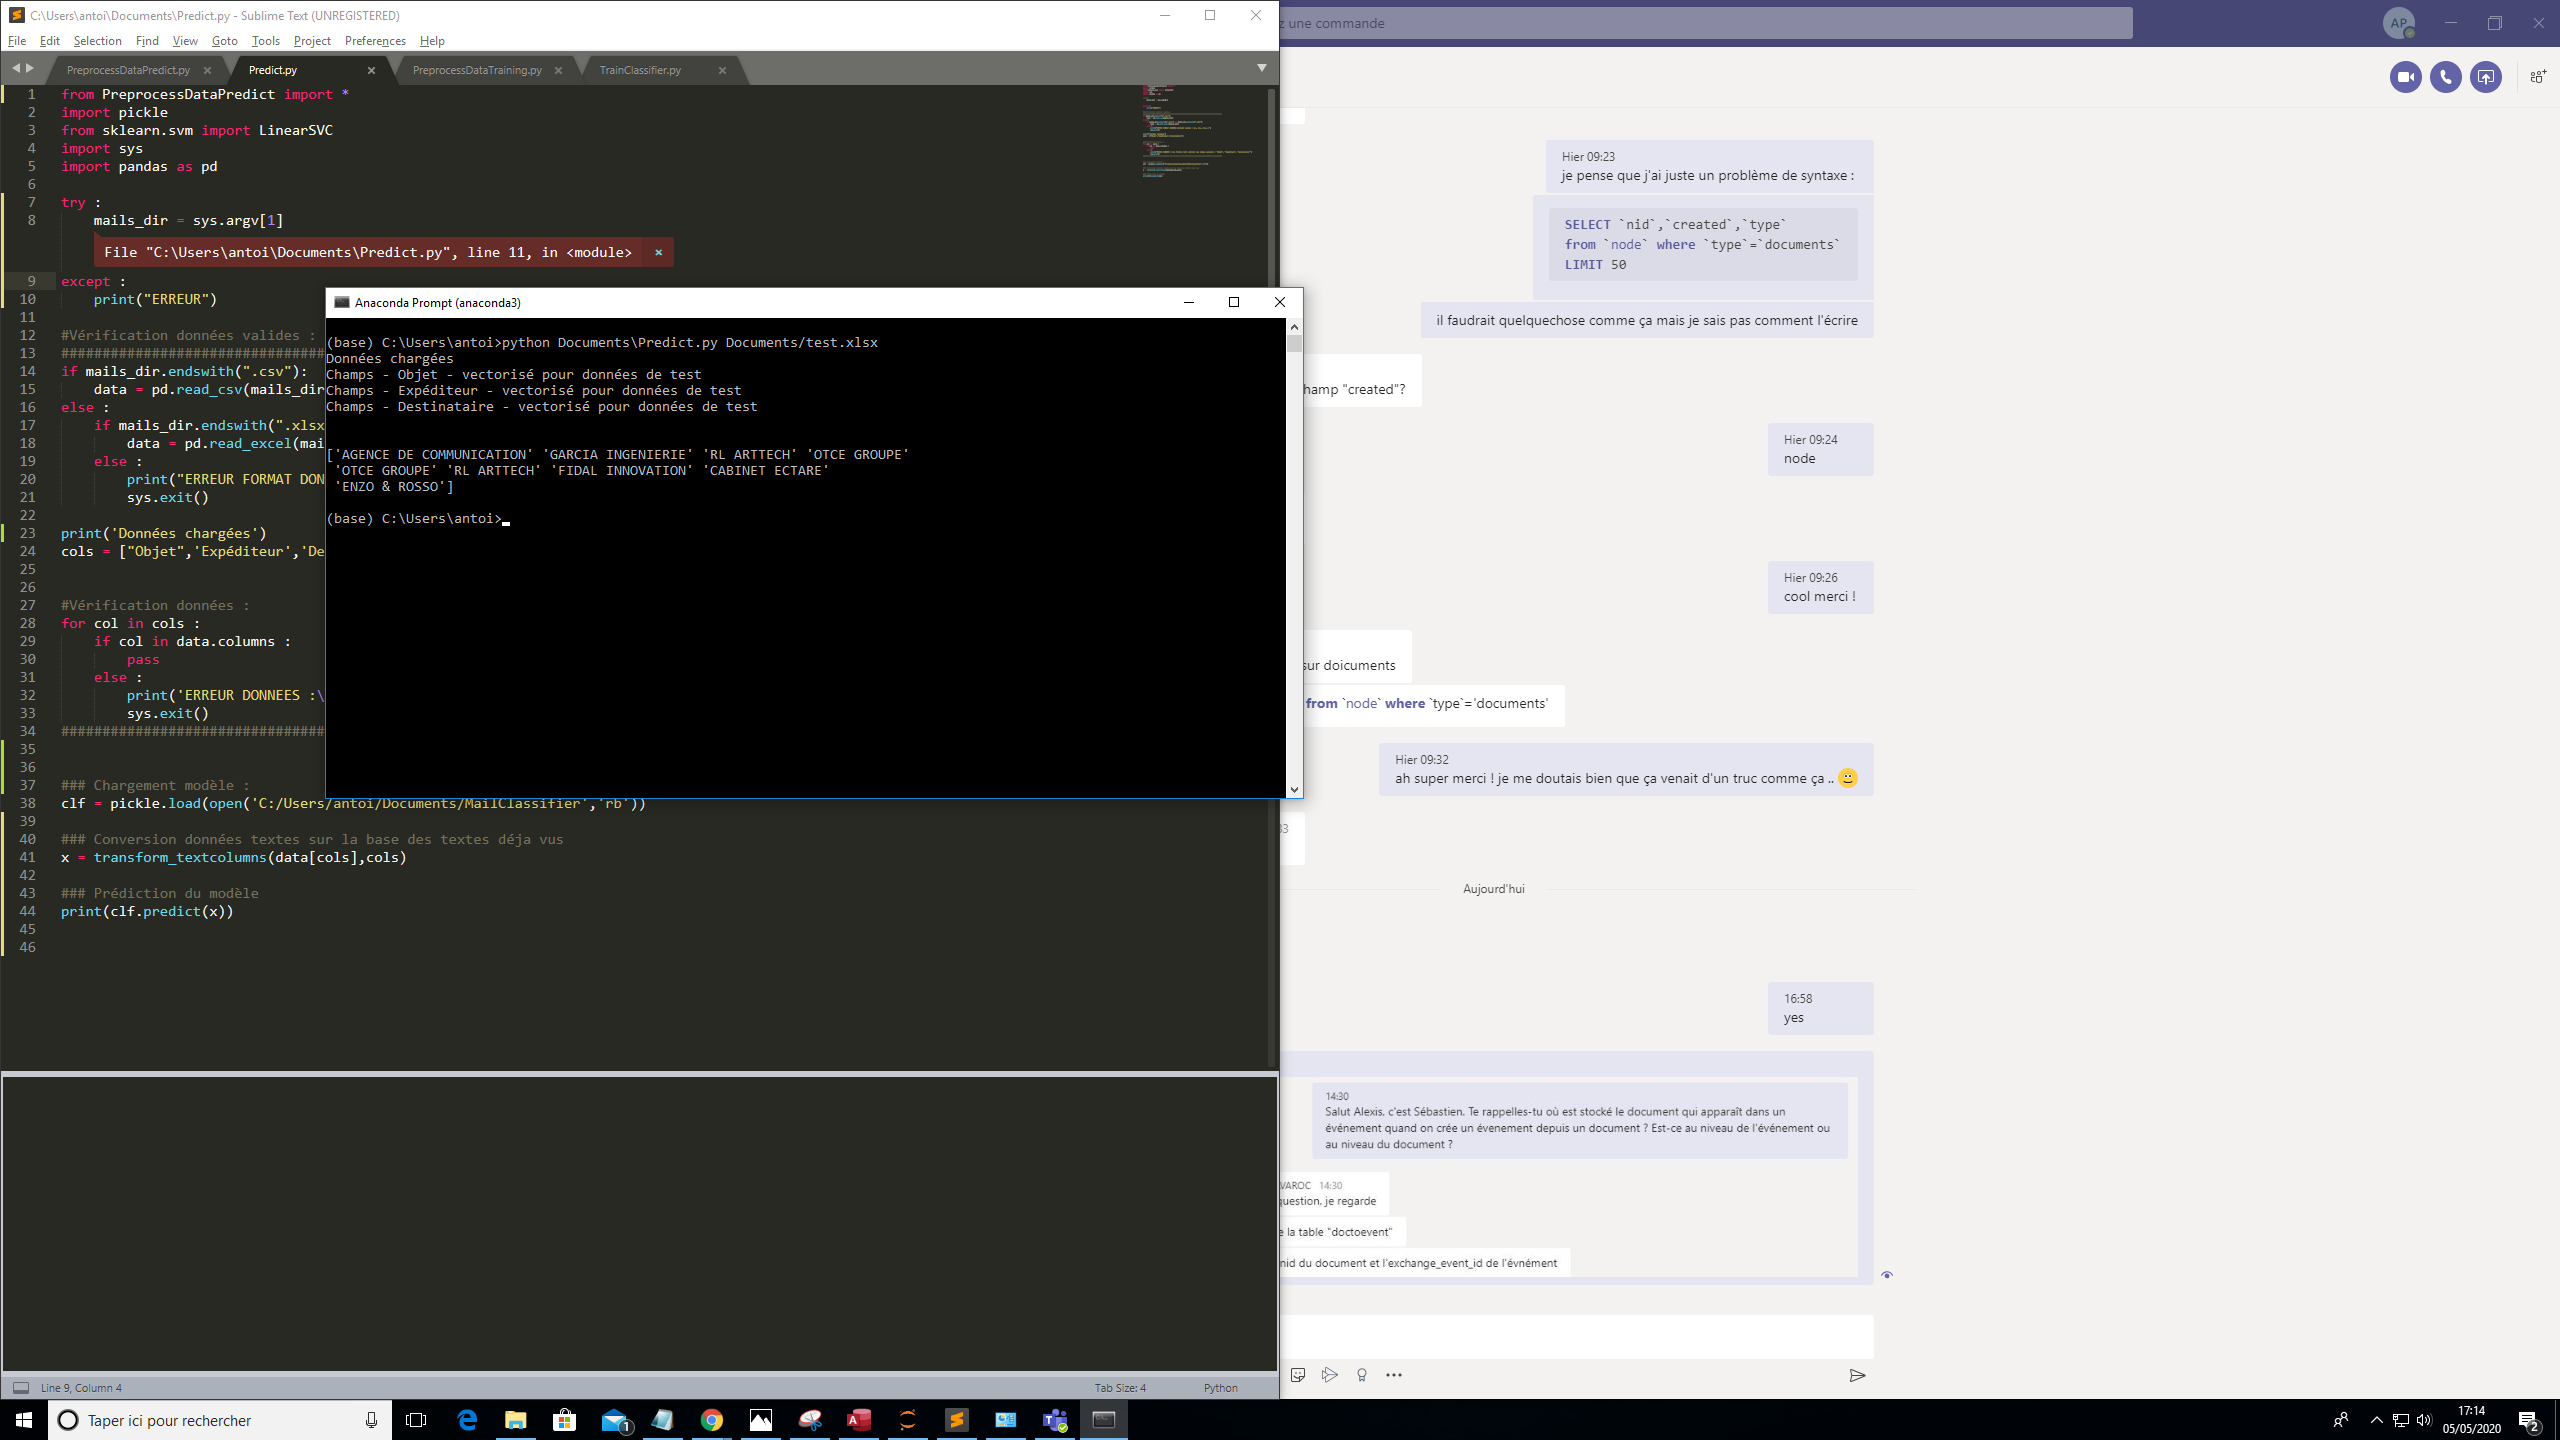 C:\Users\antoi\Documents\Predict.py - Sublime Text (UNREGISTERED)
File Edit Selection Find View Goto Tools Project Preferences Help
PreprocessDataPredict.py
Predict.py
PreprocessDataTraining.py
TrainClassifier.py
1 from PreprocessDataPredict import *
2 import pickle
3 from sklearn.svm import LinearSVC
4 import sys
5 import pandas as pd
6
7 try :
8 mails_dir = sys.argv[1]
File "C:\Users\antoi\Documents\Predict.py", line 11, in <module>
9 except :
10 print("ERREUR")
11
12 #Vérification données valides :
13 ################################
14 if mails_dir.endswith(".csv"):
15 data = pd.read_csv(mails_dir
16 else :
17 if mails_dir.endswith(".xlsx
18 data = pd.read_excel(mai
19 else :
20 print("ERREUR FORMAT DON
21 sys.exit()
22
23 print('Données chargées')
24 cols = ["Objet",'Expéditeur','De
25
26
27 #Vérification données :
28 for col in cols :
29 if col in data.columns :
30 pass
31 else :
32 print('ERREUR DONNEES :\
33 sys.exit()
34 ################################
35
36
37 ### Chargement modèle :
38 clf = pickle.load(open('C:/Users/antoi/Documents/MailClassifier','rb'))
39
40 ### Conversion données textes sur la base des textes déja vus
41 x = transform_textcolumns(data[cols],cols)
42
43 ### Prédiction du modèle
44 print(clf.predict(x))
45
46
Line 9, Column 4
Tab Size: 4
Python
Anaconda Prompt (anaconda3)
(base) C:\Users\antoi>python Documents\Predict.py Documents/test.xlsx
Données chargées
Champs - Objet - vectorisé pour données de test
Champs - Expéditeur - vectorisé pour données de test
Champs - Destinataire - vectorisé pour données de test
['AGENCE DE COMMUNICATION' 'GARCIA INGENIERIE' 'RL ARTTECH' 'OTCE GROUPE'
'OTCE GROUPE' 'RL ARTTECH' 'FIDAL INNOVATION' 'CABINET ECTARE'
'ENZO & ROSSO']
(base) C:\Users\antoi>
z une commande
AP
Hier 09:23
je pense que j'ai juste un problème de syntaxe :
SELECT `nid`,`created`,`type`
from `node` where `type`=`documents`
LIMIT 50
il faudrait quelquechose comme ça mais je sais pas comment l'écrire
hamp "created"?
Hier 09:24
node
Hier 09:26
cool merci !
sur doicuments
from `node` where `type`='documents'
Hier 09:32
ah super merci ! je me doutais bien que ça venait d'un truc comme ça ..
Aujourd'hui
16:58
yes
14:30
Salut Alexis, c'est Sébastien. Te rappelles-tu où est stocké le document qui apparaît dans un
événement quand on crée un évenement depuis un document ? Est-ce au niveau de l'événement ou
au niveau du document ?
VAROC 14:30
question, je regarde
e la table "doctoevent"
nid du document et l'exchange_event_id de l'évnément
Taper ici pour rechercher
1
17:14
05/05/2020
2